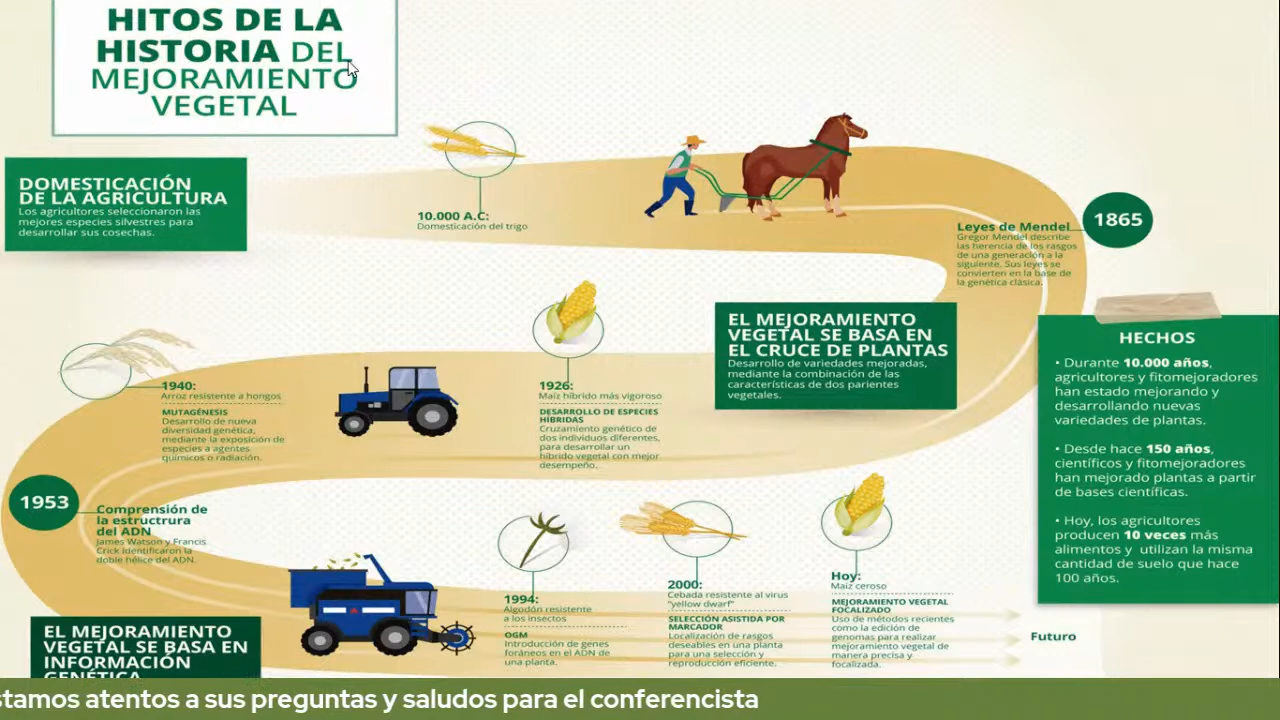 HITOS DE LA
HISTORIA DEL
MEJORAMIENTO
VEGETAL
DOMESTICACIÓN
DE LA AGRICULTURA
Los agricultores seleccionaron las
mejores especies silvestres para
desarrollar sus cosechas.
10.000 A.C:
Domesticación del trigo
1865
Leyes de Mendel
Gregor Mendel describe
las herencia de los rasgos
de una generación a la
siguiente. Sus leyes se
convierten en la base de
la genética clásica.
EL MEJORAMIENTO
VEGETAL SE BASA EN
EL CRUCE DE PLANTAS
Desarrollo de variedades mejoradas,
mediante la combinación de las
características de dos parientes
vegetales.
1926:
Maíz híbrido más vigoroso
DESARROLLO DE ESPECIES
HÍBRIDAS
Cruzamiento genético de
dos individuos diferentes,
para desarrollar un
híbrido vegetal con mejor
desempeño.
1940:
Arroz resistente a hongos
MUTAGÉNESIS
Desarrollo de nueva
diversidad genética,
mediante la exposición de
especies a agentes
químicos o radiación.
1953
Comprensión de
la estructrura
del ADN
James Watson y Francis
Crick identificaron la
doble hélice del ADN.
EL MEJORAMIENTO
VEGETAL SE BASA EN
INFORMACIÓN
GENÉTICA
1994:
Algodón resistente
a los insectos
OGM
Introducción de genes
foráneos en el ADN de
una planta.
2000:
Cebada resistente al virus
"yellow dwarf"
SELECCIÓN ASISTIDA POR
MARCADOR
Localización de rasgos
deseables en una planta
para una selección y
reproducción eficiente.
Hoy:
Maíz ceroso
MEJORAMIENTO VEGETAL
FOCALIZADO
Uso de métodos recientes
como la edición de
genomas para realizar
mejoramiento vegetal de
manera precisa y
focalizada.
Futuro
HECHOS
• Durante 10.000 años,
agricultores y fitomejoradores
han estado mejorando y
desarrollando nuevas
variedades de plantas.
• Desde hace 150 años,
científicos y fitomejoradores
han mejorado plantas a partir
de bases científicas.
• Hoy, los agricultores
producen 10 veces más
alimentos y utilizan la misma
cantidad de suelo que hace
100 años.
stamos atentos a sus preguntas y saludos para el conferencista